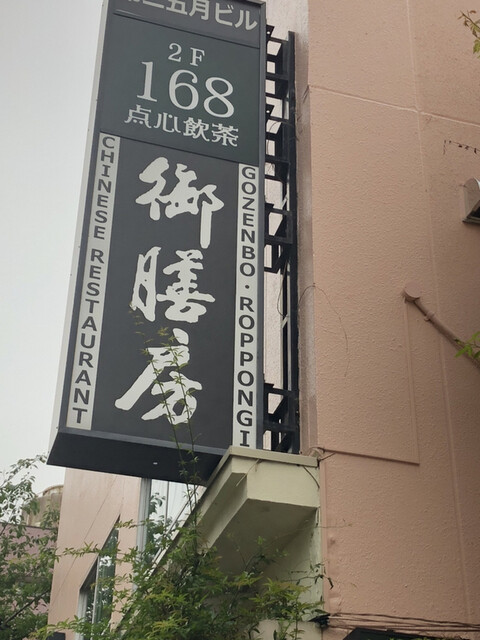 二五月ビル
2F
168
点心飲茶
CHINESE RESTAURANT
御膳房
GOZENBO・ROPPONGI